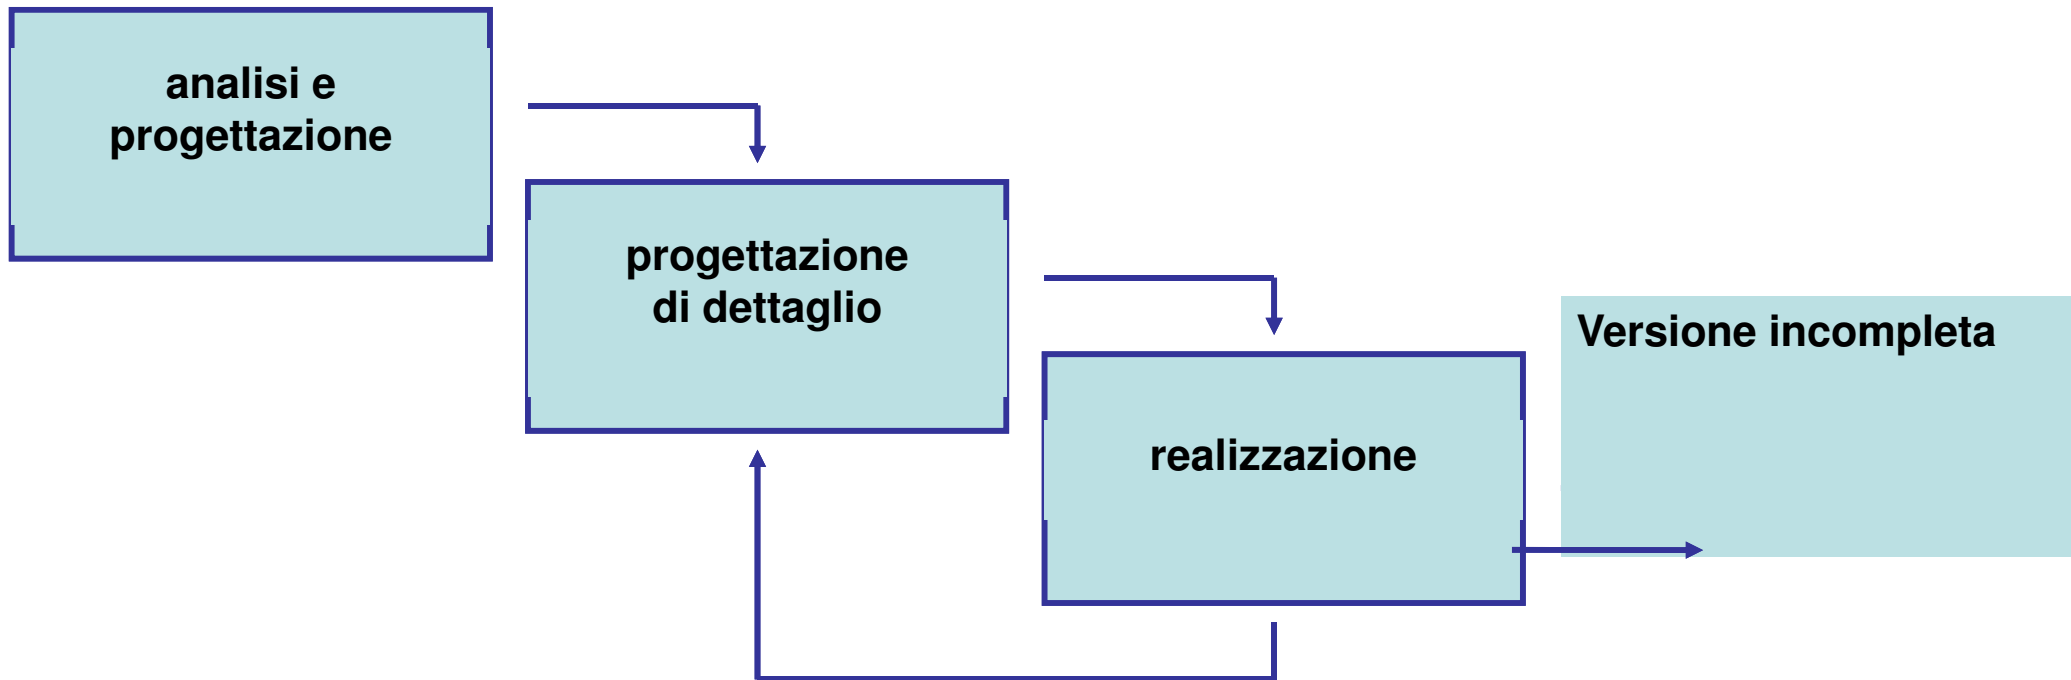 analisi e
progettazione
progettazione
di dettaglio
Versione incompleta
realizzazione